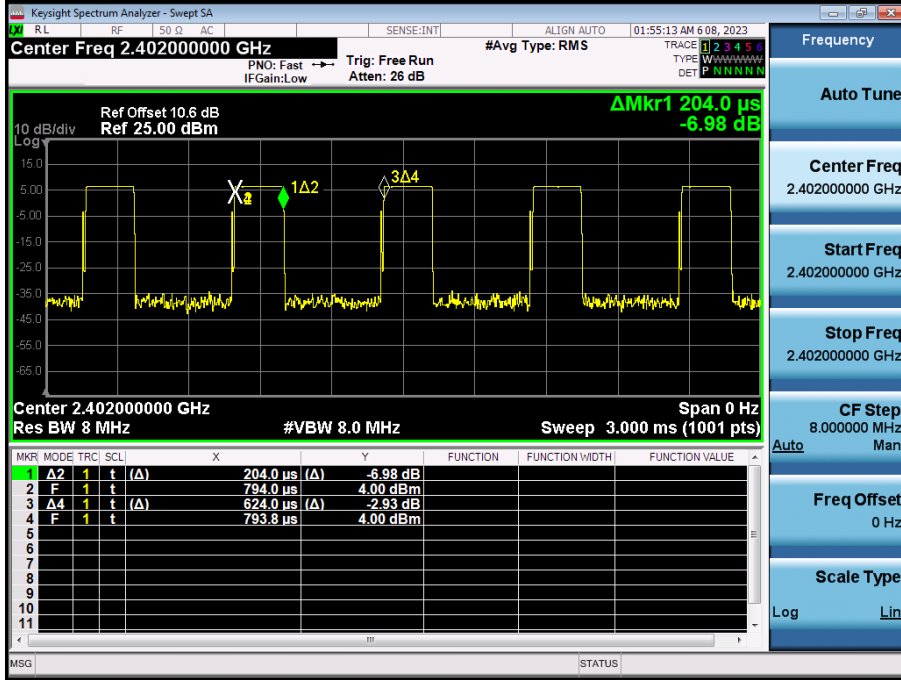 Keysight Spectrum Analyzer - Swept SA
LXI RL RF 50 Ω AC SENSE:INT ALIGN AUTO 01:55:13 AM 6 08, 2023
Center Freq 2.402000000 GHz #Avg Type: RMS TRACE 1 2 3 4 5 6
PNO: Fast Trig: Free Run TYPE WWWWWW
IFGain:Low Atten: 26 dB DET P N N N N N
Frequency
Auto Tune
Center Freq
2.402000000 GHz
Start Freq
2.402000000 GHz
Stop Freq
2.402000000 GHz
CF Step
8.000000 MHz
Auto Man
Freq Offset
0 Hz
Scale Type
Log Lin
ΔMkr1 204.0 µs
-6.98 dB
Ref Offset 10.6 dB
10 dB/div Ref 25.00 dBm
Log
15.0
5.00
-5.00
-15.0
-25.0
-35.0
-45.0
-55.0
-65.0
1Δ2
3Δ4
Center 2.402000000 GHz Span 0 Hz
Res BW 8 MHz #VBW 8.0 MHz Sweep 3.000 ms (1001 pts)
MKR MODE TRC SCL X Y FUNCTION FUNCTION WIDTH FUNCTION VALUE
1 Δ2 1 t (Δ) 204.0 µs (Δ) -6.98 dB
2 F 1 t 794.0 µs 4.00 dBm
3 Δ4 1 t (Δ) 624.0 µs (Δ) -2.93 dB
4 F 1 t 793.8 µs 4.00 dBm
5
6
7
8
9
10
11
MSG STATUS